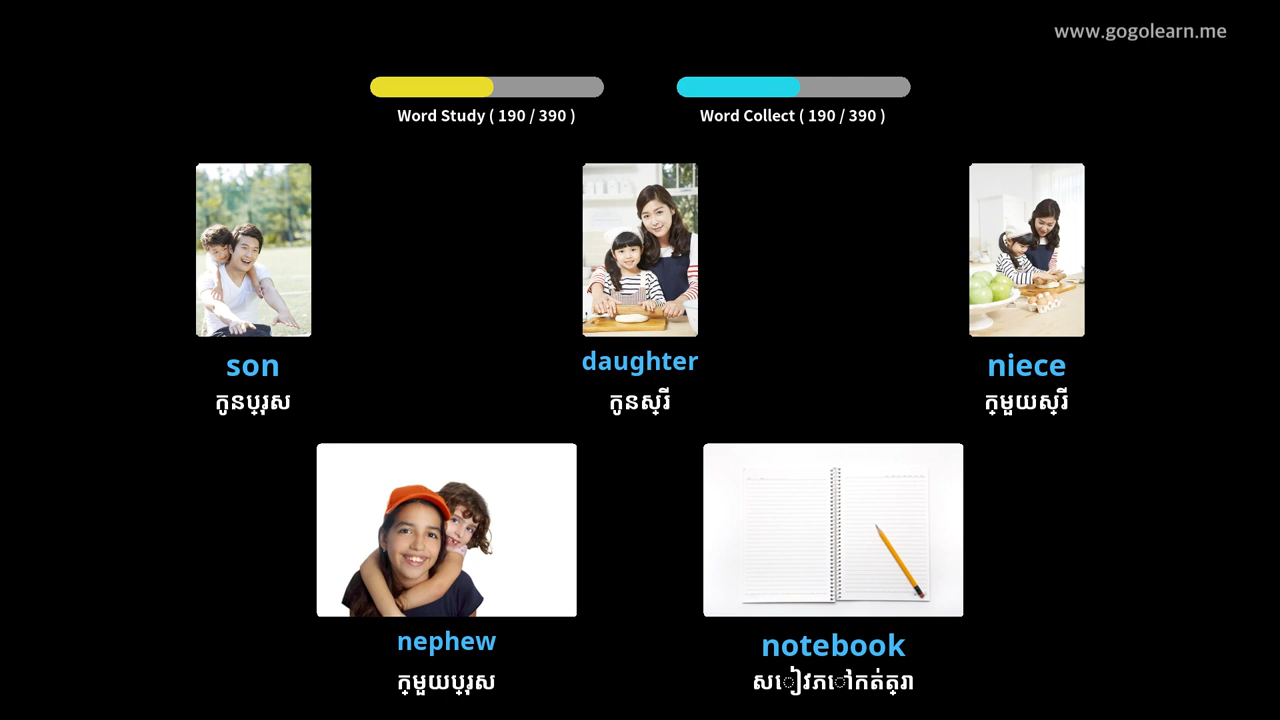 www.gogolearn.me
Word Study ( 190 / 390 )
Word Collect ( 190 / 390 )
son
កូនប្រុស
daughter
កូនស្រី
niece
ក្មួយស្រី
nephew
ក្មួយប្រុស
notebook
សៀវភៅកត់ត្រា